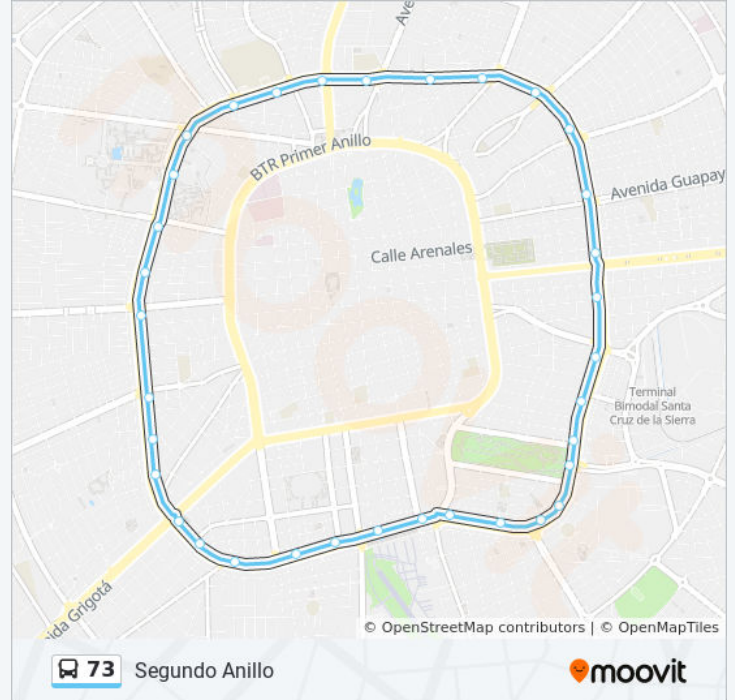 Ave
BTR Primer Anillo
Avenida Guapay
Calle Arenales
Terminal
Bimodal Santa
Cruz de la Sierra
ida Grigotá
© OpenStreetMap contributors | © OpenMapTiles
73 Segundo Anillo
moovit